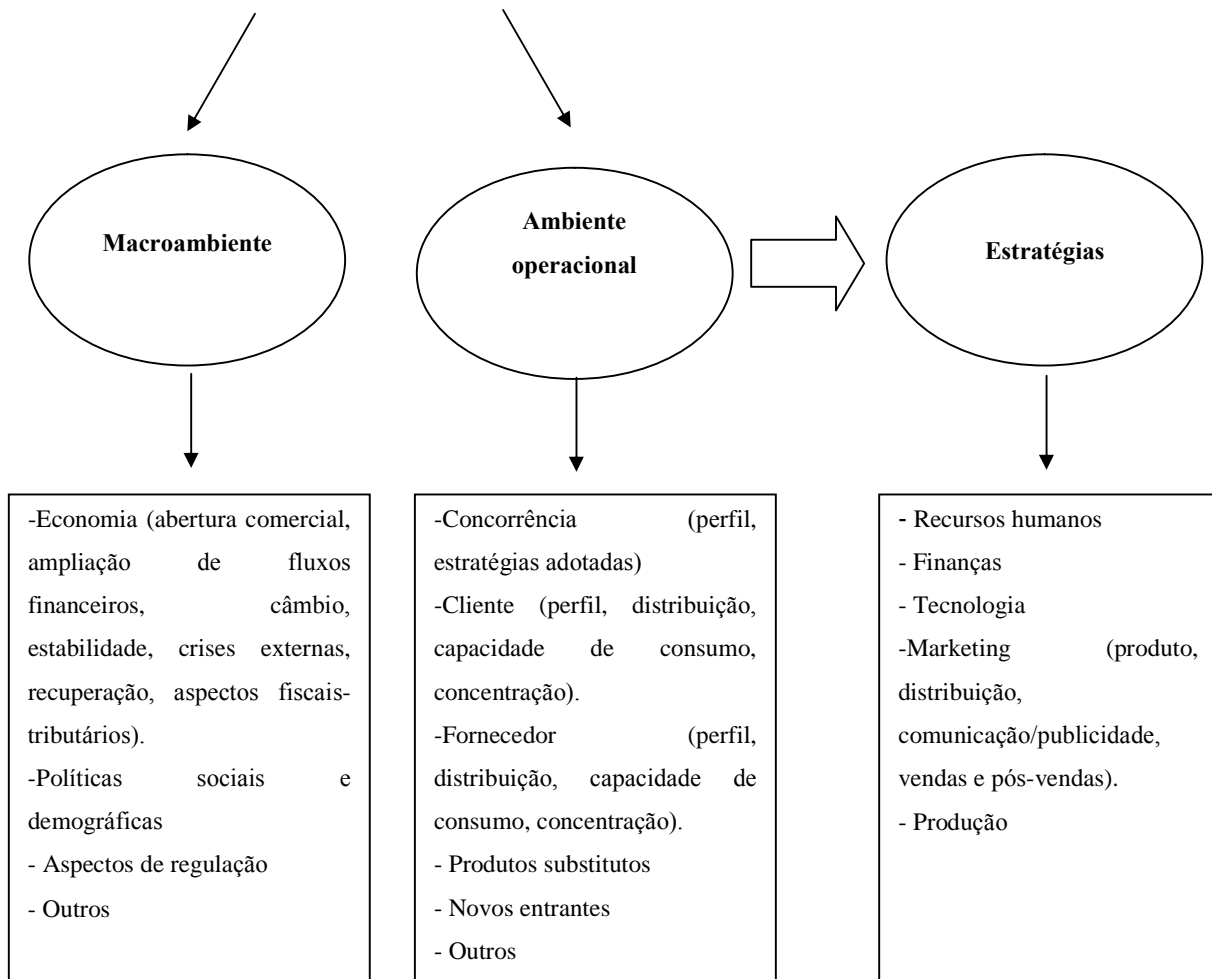 Macroambiente
Ambiente
operacional
Estratégias
-Economia (abertura comercial,
ampliação de fluxos
financeiros, câmbio,
estabilidade, crises externas,
recuperação, aspectos fiscais-
tributários).
-Políticas sociais e
demográficas
- Aspectos de regulação
- Outros
-Concorrência (perfil,
estratégias adotadas)
-Cliente (perfil, distribuição,
capacidade de consumo,
concentração).
-Fornecedor (perfil,
distribuição, capacidade de
consumo, concentração).
- Produtos substitutos
- Novos entrantes
- Outros
- Recursos humanos
- Finanças
- Tecnologia
-Marketing (produto,
distribuição,
comunicação/publicidade,
vendas e pós-vendas).
- Produção